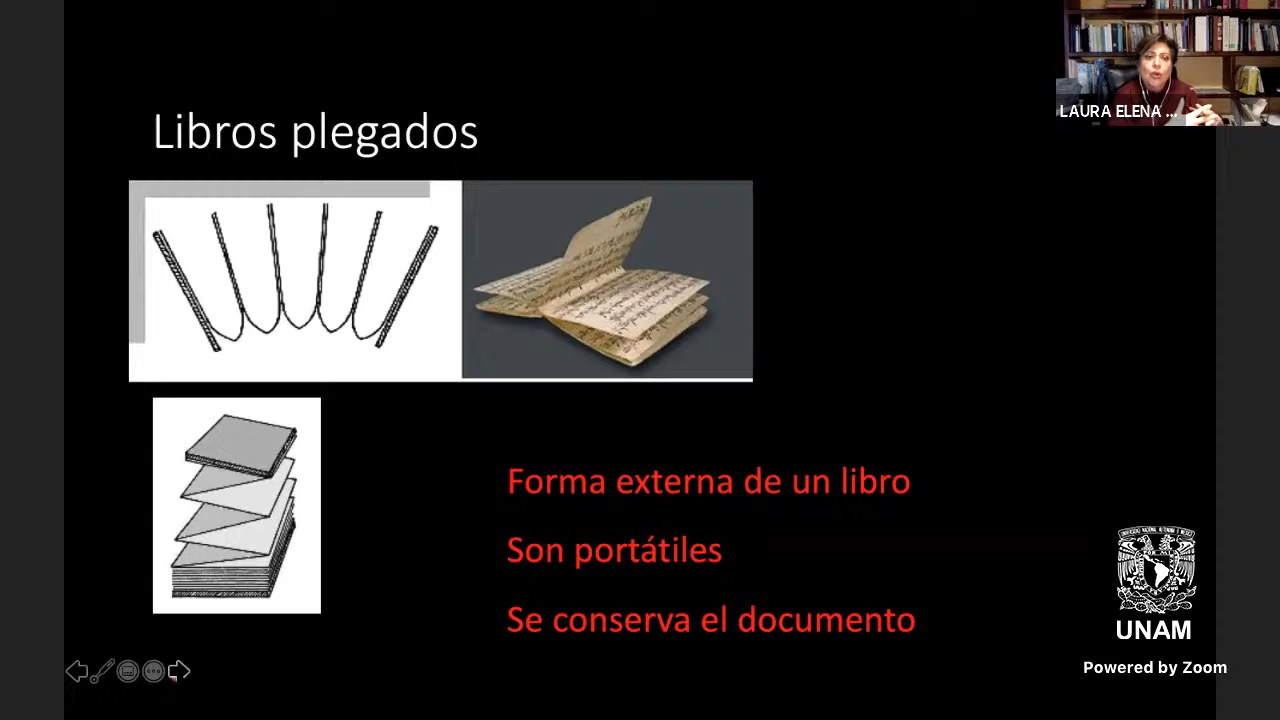 LAURA ELENA ...
Libros plegados
Forma externa de un libro
Son portátiles
Se conserva el documento
UNAM
Powered by Zoom